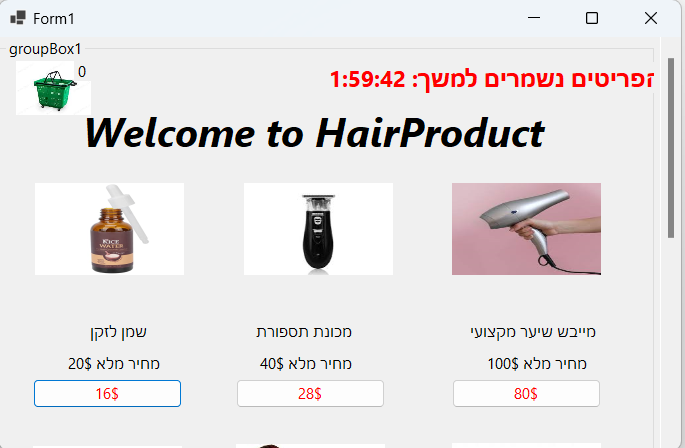 Form1
groupBox1
0
הפריטים נשמרים למשך: 1:59:42
Welcome to HairProduct
RICE
WATER
שמן לזקן
מכונת תספורת
מייבש שיער מקצועי
מחיר מלא 20$
מחיר מלא 40$
מחיר מלא 100$
16$
28$
80$